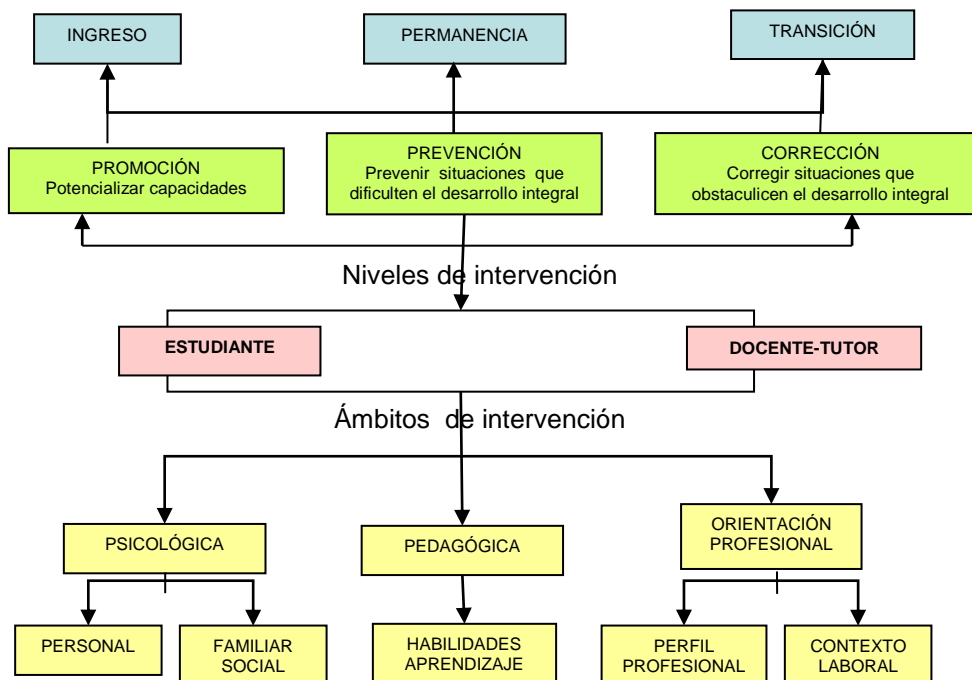 INGRESO
PERMANENCIA
TRANSICIÓN
PROMOCIÓN
Potencializar capacidades
PREVENCIÓN
Prevenir situaciones que
dificulten el desarrollo integral
CORRECCIÓN
Corregir situaciones que
obstaculicen el desarrollo integral
Niveles de intervención
ESTUDIANTE
DOCENTE-TUTOR
Ámbitos de intervención
PSICOLÓGICA
PEDAGÓGICA
ORIENTACIÓN
PROFESIONAL
PERSONAL
FAMILIAR
SOCIAL
HABILIDADES
APRENDIZAJE
PERFIL
PROFESIONAL
CONTEXTO
LABORAL